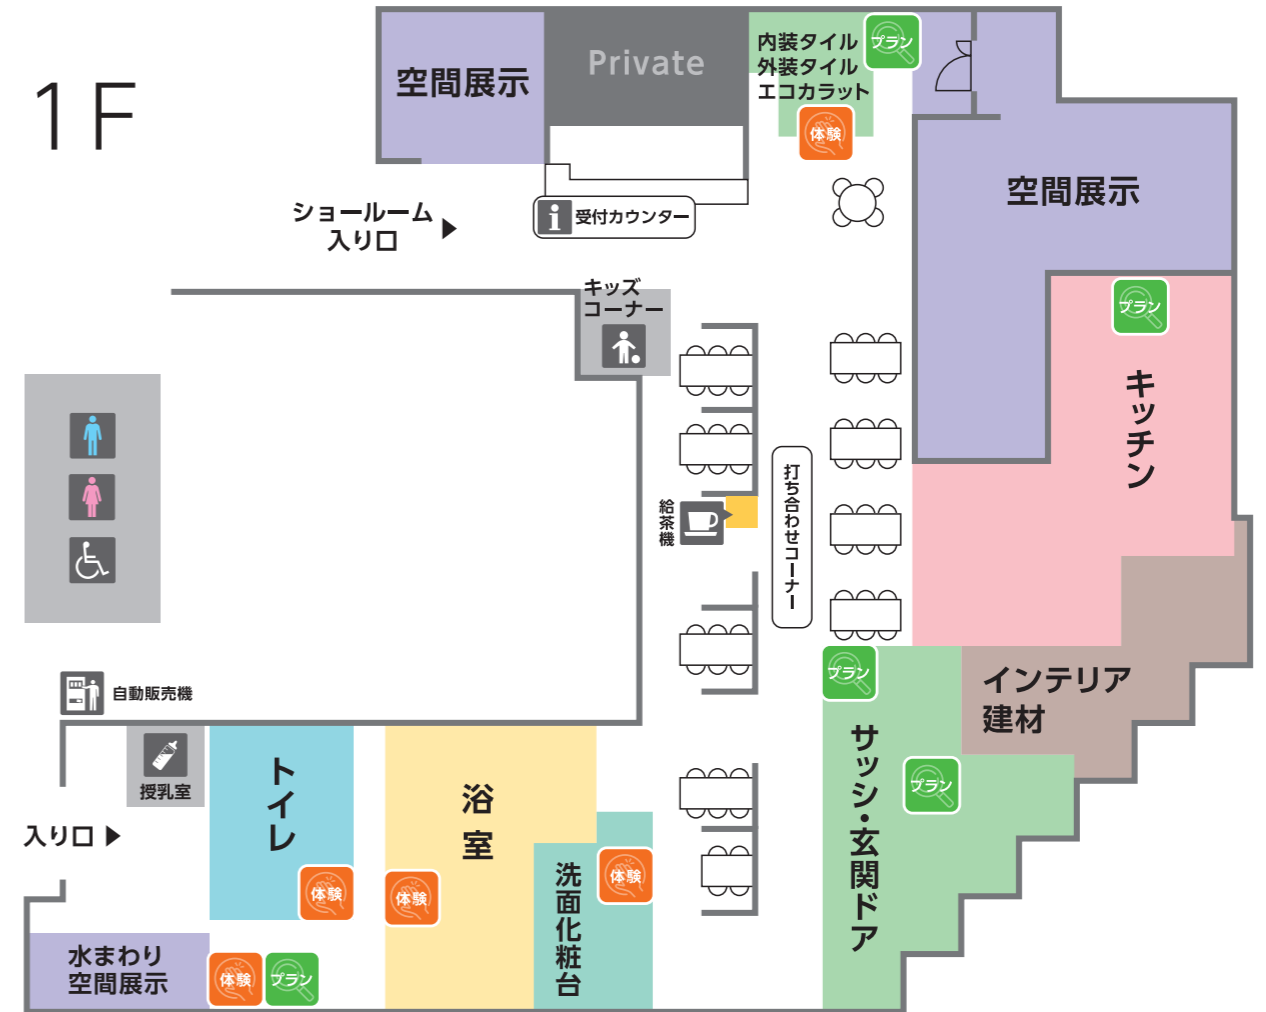 1F
空間展示
Private
内装タイル
外装タイル
エコカラット
プラン
体験
空間展示
ショールーム
入り口
受付カウンター
キッズ
コーナー
プラン
キッチン
給茶機
打ち合わせコーナー
自動販売機
授乳室
トイレ
体験
浴室
体験
洗面化粧台
体験
プラン
サッシ・玄関ドア
プラン
インテリア
建材
入り口
水まわり
空間展示
体験
プラン